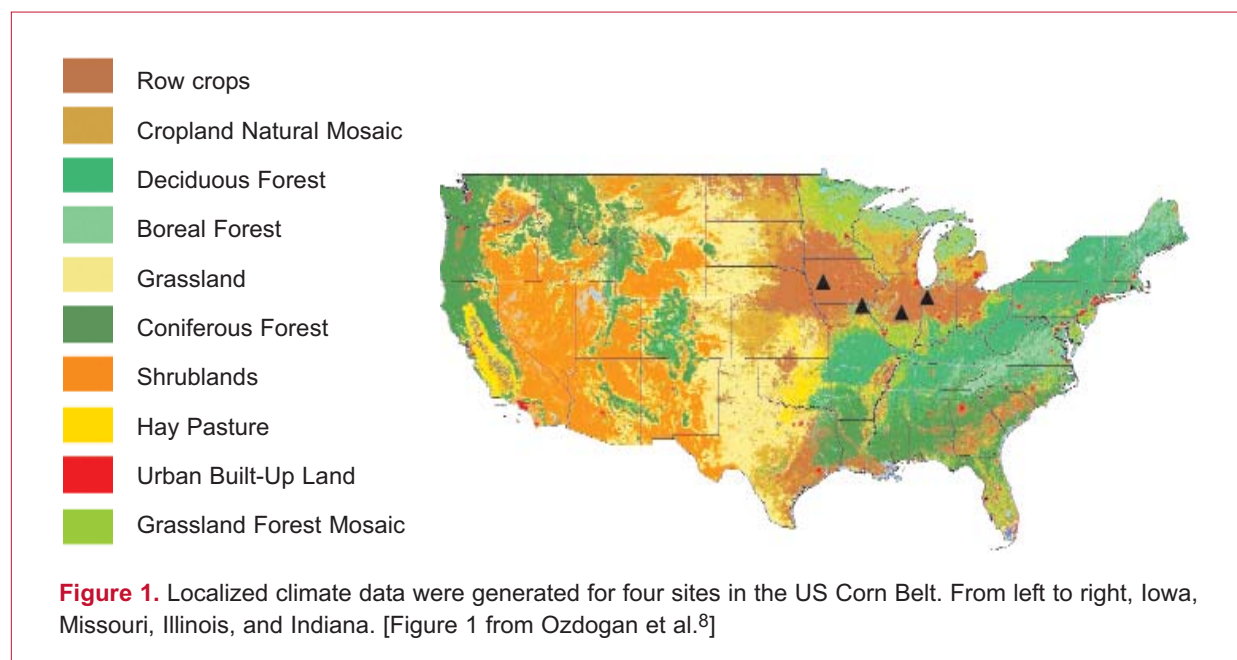 Row crops
Cropland Natural Mosaic
Deciduous Forest
Boreal Forest
Grassland
Coniferous Forest
Shrublands
Hay Pasture
Urban Built-Up Land
Grassland Forest Mosaic
Figure 1. Localized climate data were generated for four sites in the US Corn Belt. From left to right, Iowa,
Missouri, Illinois, and Indiana. [Figure 1 from Ozdogan et al.⁸]